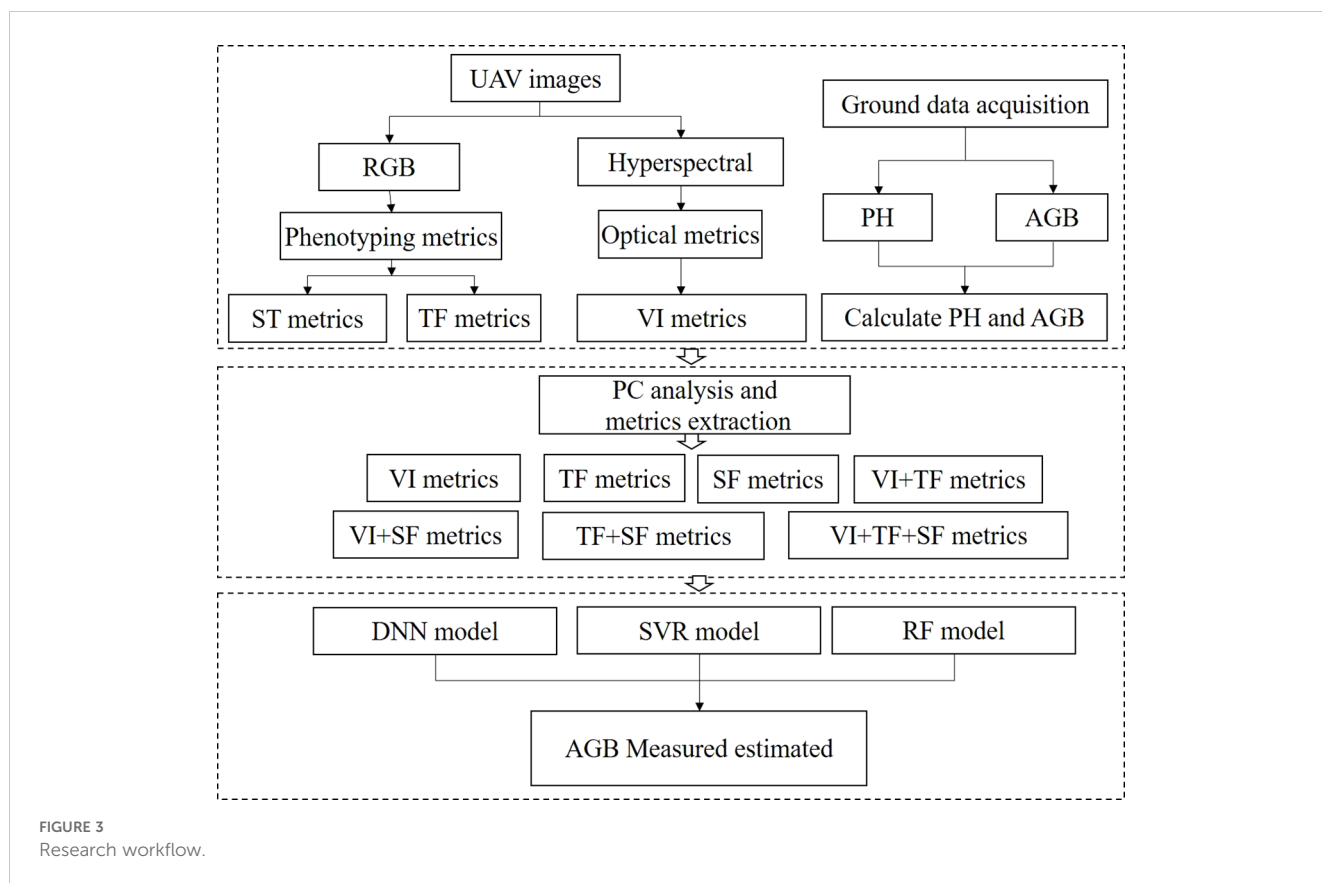 UAV images
Ground data acquisition
RGB
Hyperspectral
PH
AGB
Phenotyping metrics
Optical metrics
ST metrics
TF metrics
VI metrics
Calculate PH and AGB
PC analysis and
metrics extraction
VI metrics
TF metrics
SF metrics
VI+TF metrics
VI+SF metrics
TF+SF metrics
VI+TF+SF metrics
DNN model
SVR model
RF model
AGB Measured estimated
FIGURE 3
Research workflow.